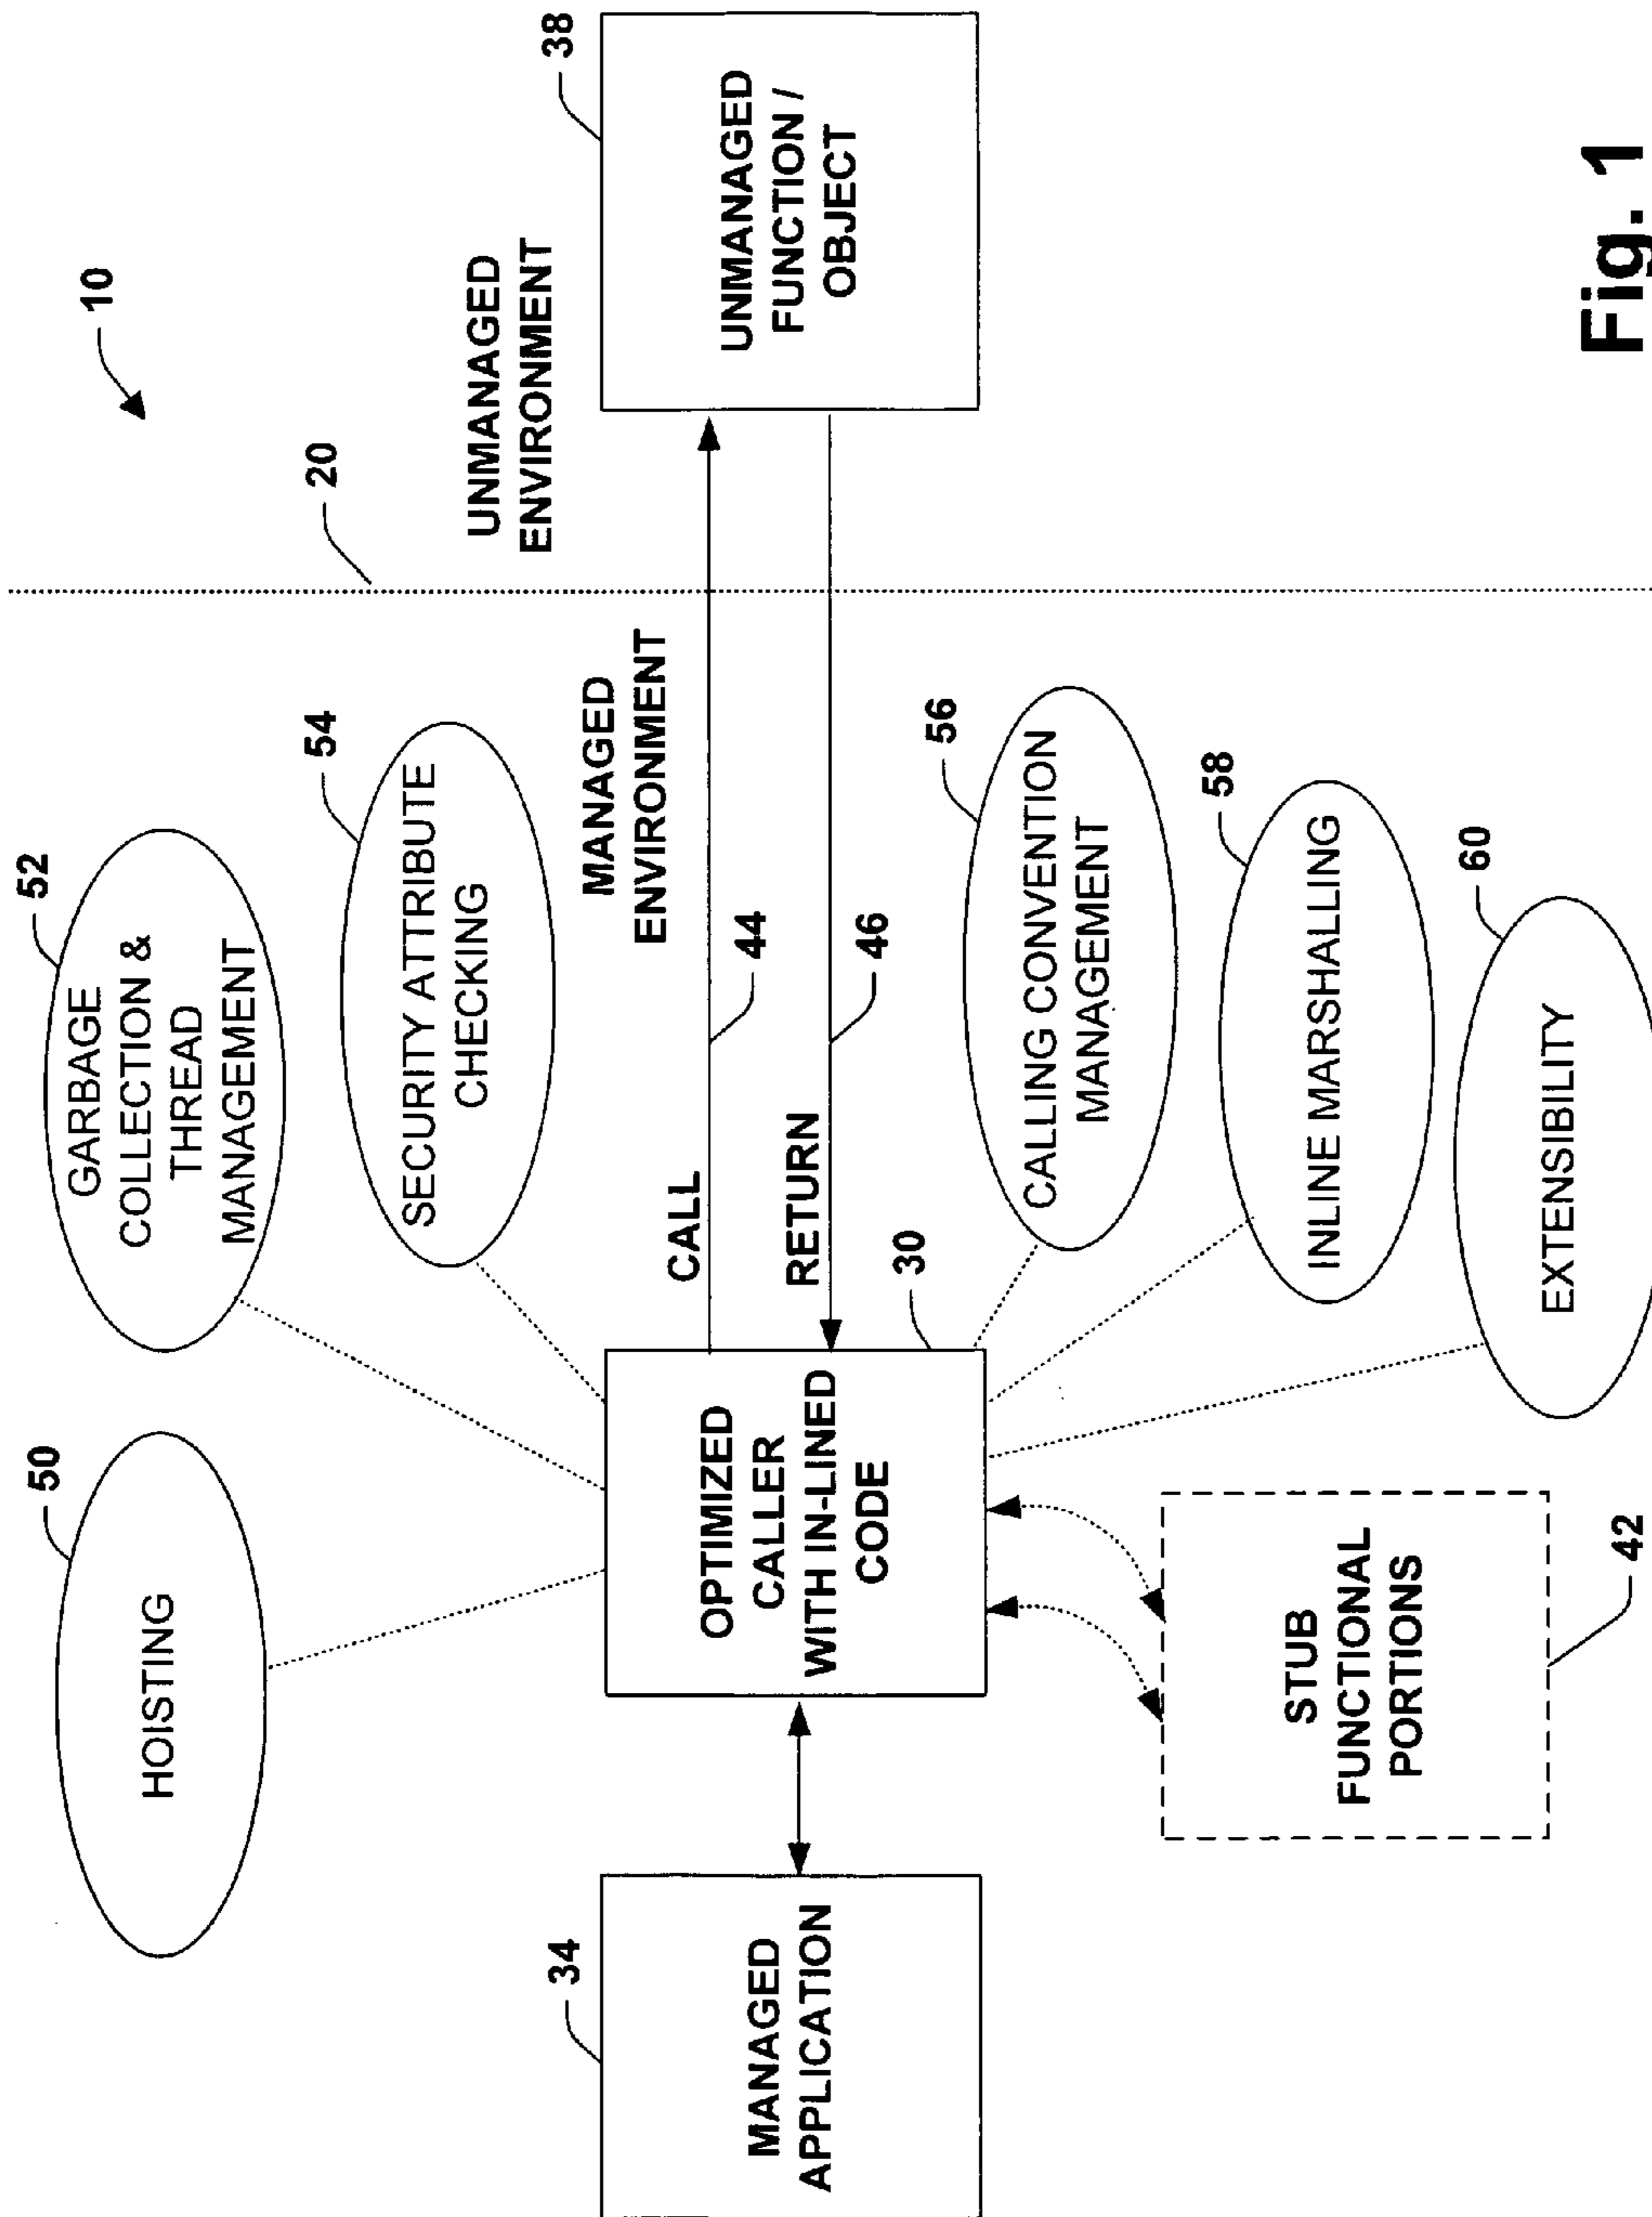 10
20
50
HOISTING
52
GARBAGE
COLLECTION &
THREAD
MANAGEMENT
54
SECURITY ATTRIBUTE
CHECKING
MANAGED
ENVIRONMENT
UNMANAGED
ENVIRONMENT
34
MANAGED
APPLICATION
30
OPTIMIZED
CALLER
WITH IN-LINED
CODE
CALL
44
RETURN
46
38
UNMANAGED
FUNCTION /
OBJECT
56
CALLING CONVENTION
MANAGEMENT
58
INLINE MARSHALLING
60
EXTENSIBILITY
STUB
FUNCTIONAL
PORTIONS
42
Fig. 1